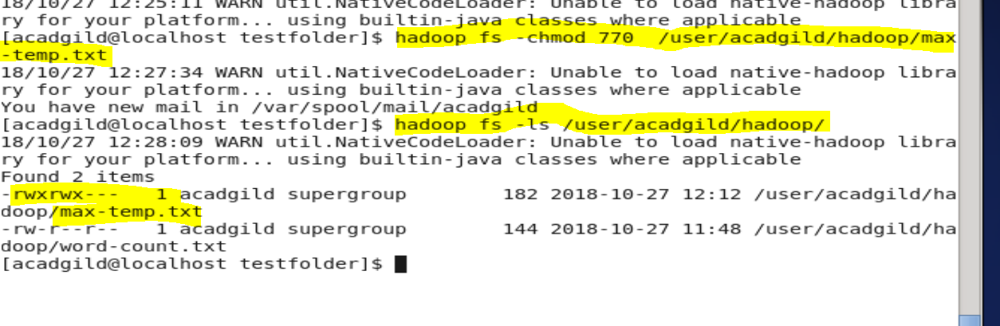 18/10/27 12:25:11 WARN util.NativeCodeLoader: Unable to load native-hadoop libra
ry for your platform... using builtin-java classes where applicable
[acadgild@localhost testfolder]$ hadoop fs -chmod 770  /user/acadgild/hadoop/max
-temp.txt
18/10/27 12:27:34 WARN util.NativeCodeLoader: Unable to load native-hadoop libra
ry for your platform... using builtin-java classes where applicable
You have new mail in /var/spool/mail/acadgild
[acadgild@localhost testfolder]$ hadoop fs -ls /user/acadgild/hadoop/
18/10/27 12:28:09 WARN util.NativeCodeLoader: Unable to load native-hadoop libra
ry for your platform... using builtin-java classes where applicable
Found 2 items
-rwxrwx---   1 acadgild supergroup        182 2018-10-27 12:12 /user/acadgild/ha
doop/max-temp.txt
-rw-r--r--   1 acadgild supergroup        144 2018-10-27 11:48 /user/acadgild/ha
doop/word-count.txt
[acadgild@localhost testfolder]$